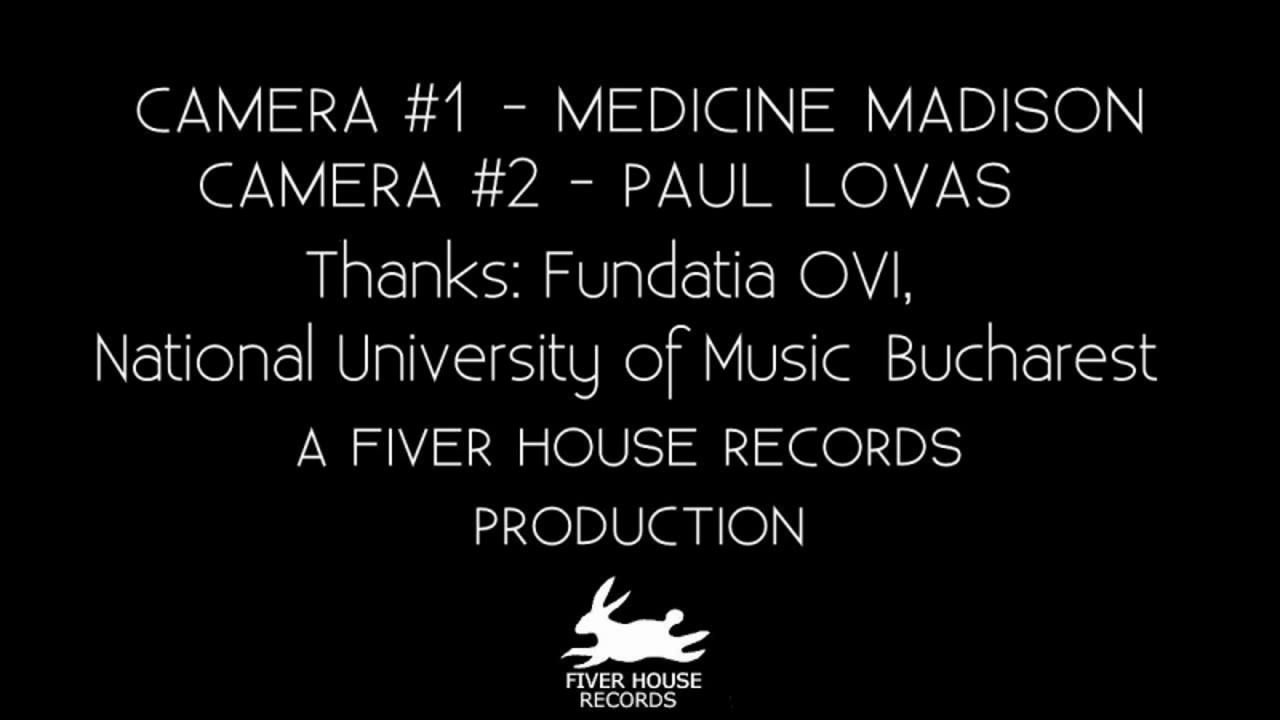 CAMERA #1 - MEDICINE MADISON
CAMERA #2 - PAUL LOVAS
Thanks: Fundatia OVI,
National University of Music Bucharest
A FIVER HOUSE RECORDS
PRODUCTION
FIVER HOUSE
RECORDS